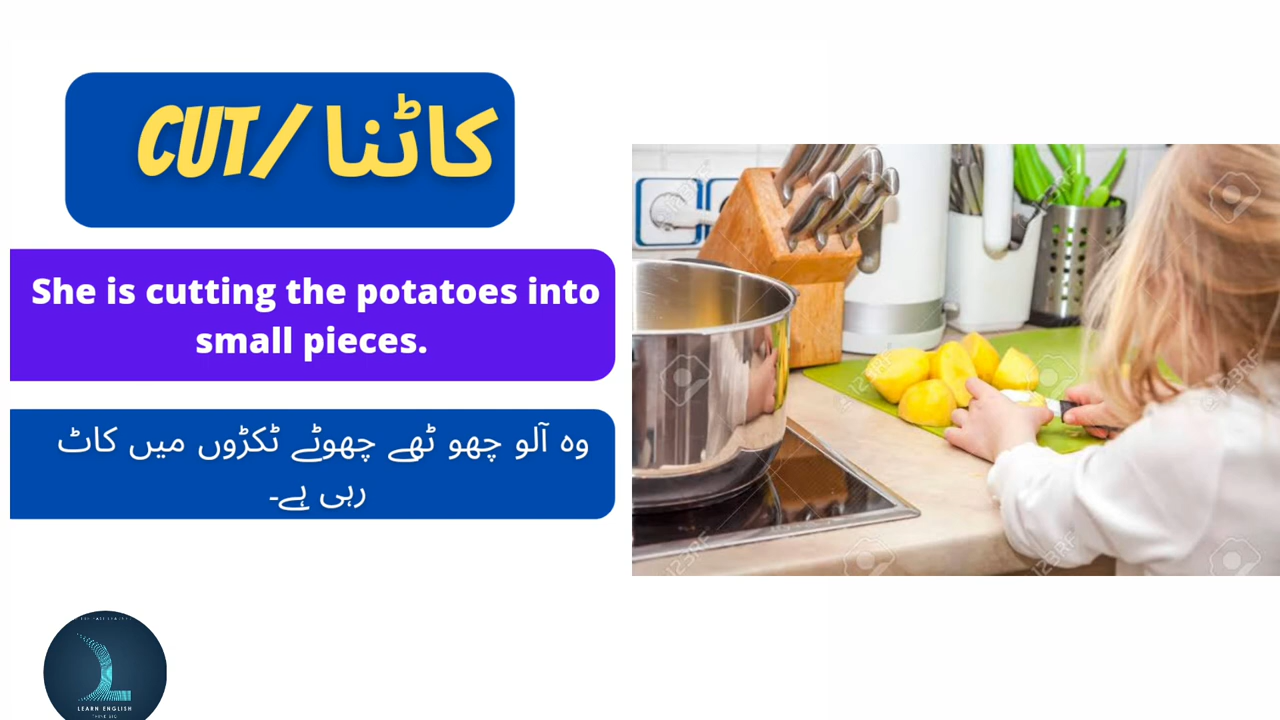 CUT/ کاٹنا
She is cutting the potatoes into
small pieces.
وہ آلو چھو ٹھے چھوٹے ٹکڑوں میں کاٹ
رہی ہے۔
123RF
LEARN ENGLISH